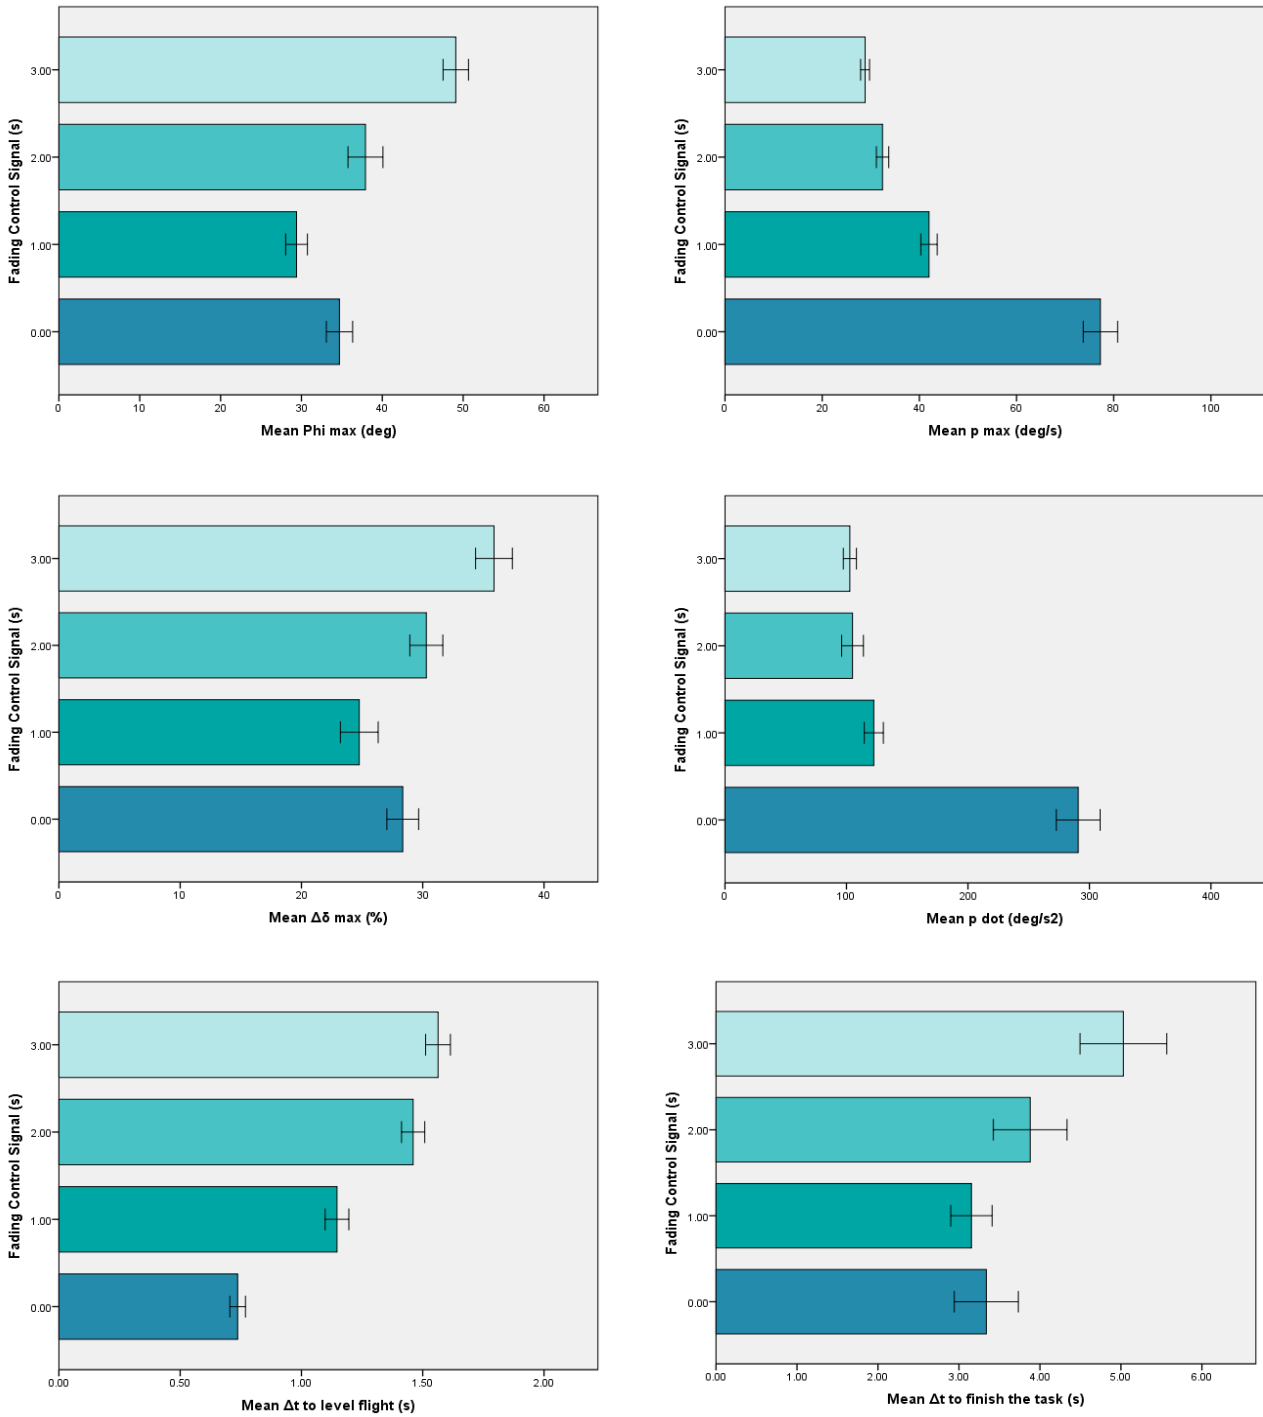 Fading Control Signal (s)
3.00
2.00
1.00
0.00
0 10 20 30 40 50 60
Mean Phi max (deg)
Fading Control Signal (s)
3.00
2.00
1.00
0.00
0 20 40 60 80 100
Mean p max (deg/s)
Fading Control Signal (s)
3.00
2.00
1.00
0.00
0 10 20 30 40
Mean Δδ max (%)
Fading Control Signal (s)
3.00
2.00
1.00
0.00
0 100 200 300 400
Mean p dot (deg/s2)
Fading Control Signal (s)
3.00
2.00
1.00
0.00
0.00 0.50 1.00 1.50 2.00
Mean Δt to level flight (s)
Fading Control Signal (s)
3.00
2.00
1.00
0.00
0.00 1.00 2.00 3.00 4.00 5.00 6.00
Mean Δt to finish the task (s)